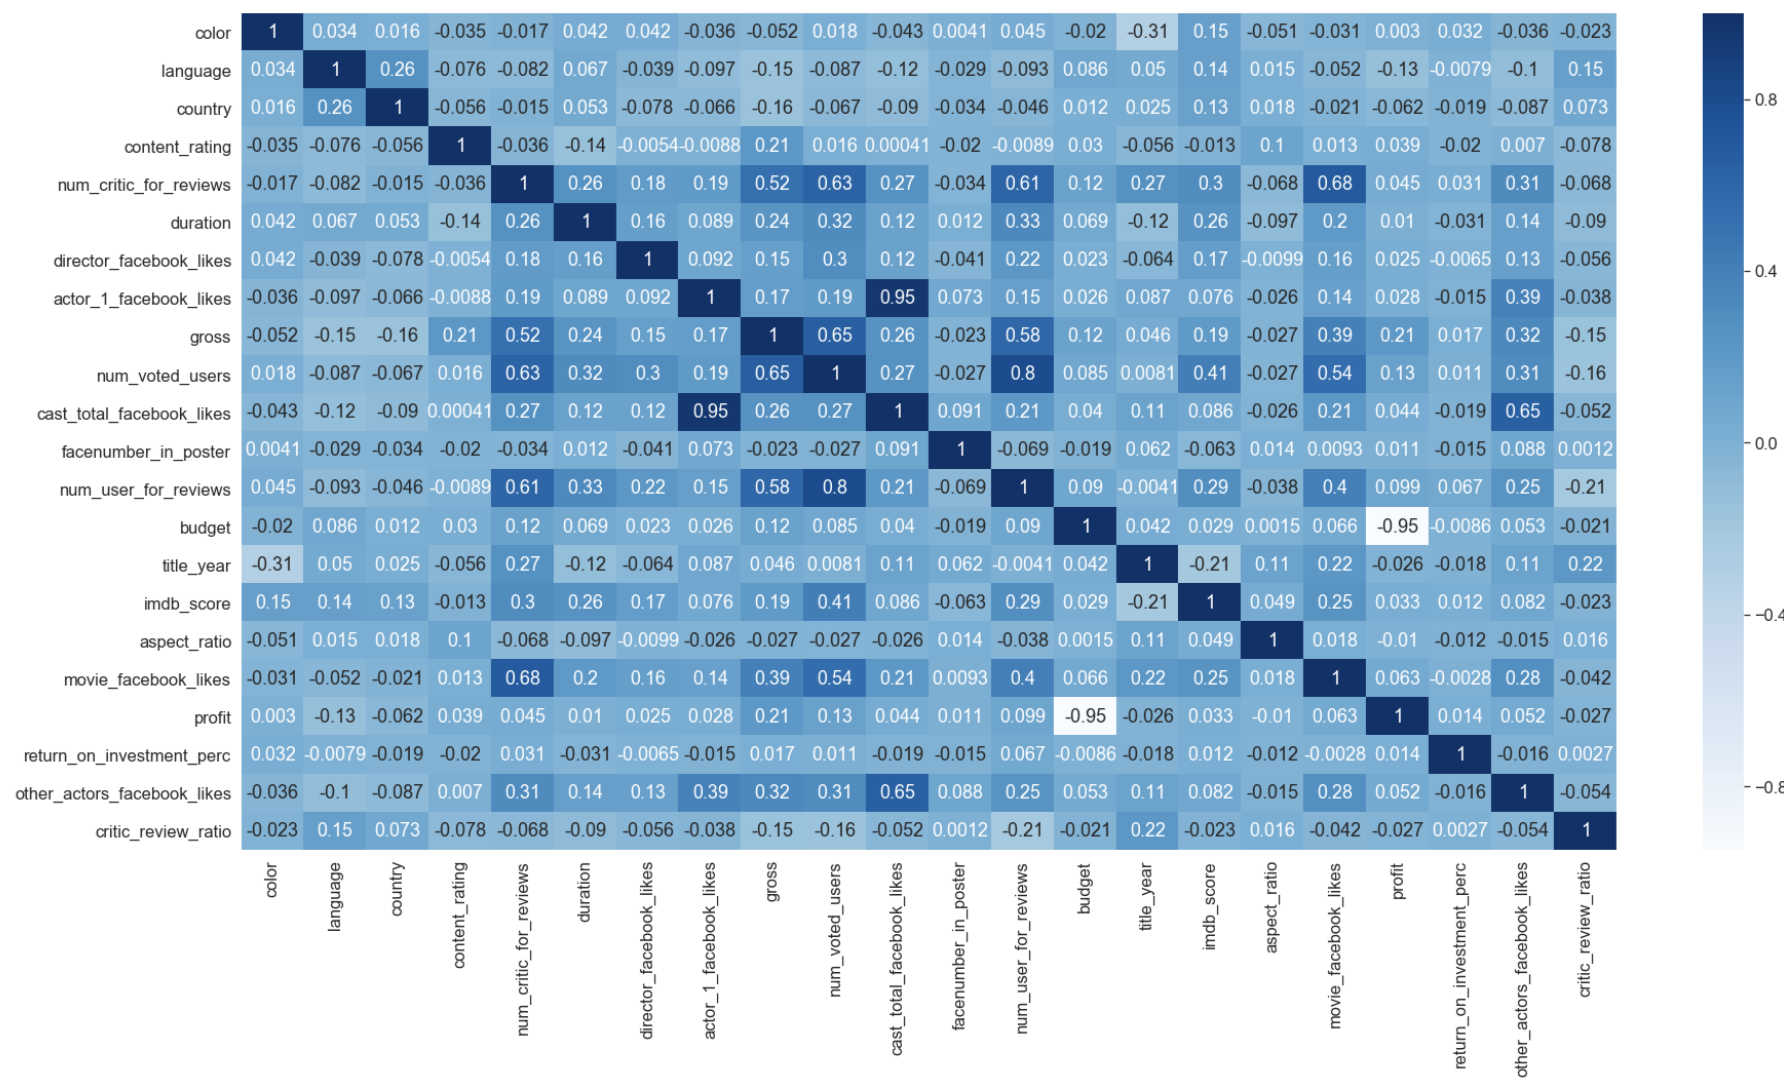 color 1 0.034 0.016 -0.035 -0.017 0.042 0.042 -0.036 -0.052 0.018 -0.043 0.0041 0.045 -0.02 -0.31 0.15 -0.051 -0.031 0.003 0.032 -0.036 -0.023
language 0.034 1 0.26 -0.076 -0.082 0.067 -0.039 -0.097 -0.15 -0.087 -0.12 -0.029 -0.093 0.086 0.05 0.14 0.015 -0.052 -0.13 -0.0079 -0.1 0.15
country 0.016 0.26 1 -0.056 -0.015 0.053 -0.078 -0.066 -0.16 -0.067 -0.09 -0.034 -0.046 0.012 0.025 0.13 0.018 -0.021 -0.062 -0.019 -0.087 0.073
content_rating -0.035 -0.076 -0.056 1 -0.036 -0.14 -0.0054 -0.0088 0.21 0.016 0.00041 -0.02 -0.0089 0.03 -0.056 -0.013 0.1 0.013 0.039 -0.02 0.007 -0.078
num_critic_for_reviews -0.017 -0.082 -0.015 -0.036 1 0.26 0.18 0.19 0.52 0.63 0.27 -0.034 0.61 0.12 0.27 0.3 -0.068 0.68 0.045 0.031 0.31 -0.068
duration 0.042 0.067 0.053 -0.14 0.26 1 0.16 0.089 0.24 0.32 0.12 0.012 0.33 0.069 -0.12 0.26 -0.097 0.2 0.01 -0.031 0.14 -0.09
director_facebook_likes 0.042 -0.039 -0.078 -0.0054 0.18 0.16 1 0.092 0.15 0.3 0.12 -0.041 0.22 0.023 -0.064 0.17 -0.0099 0.16 0.025 -0.0065 0.13 -0.056
actor_1_facebook_likes -0.036 -0.097 -0.066 -0.0088 0.19 0.089 0.092 1 0.17 0.19 0.95 0.073 0.15 0.026 0.087 0.076 -0.026 0.14 0.028 -0.015 0.39 -0.038
gross -0.052 -0.15 -0.16 0.21 0.52 0.24 0.15 0.17 1 0.65 0.26 -0.023 0.58 0.12 0.046 0.19 -0.027 0.39 0.21 0.017 0.32 -0.15
num_voted_users 0.018 -0.087 -0.067 0.016 0.63 0.32 0.3 0.19 0.65 1 0.27 -0.027 0.8 0.085 0.0081 0.41 -0.027 0.54 0.13 0.011 0.31 -0.16
cast_total_facebook_likes -0.043 -0.12 -0.09 0.00041 0.27 0.12 0.12 0.95 0.26 0.27 1 0.091 0.21 0.04 0.11 0.086 -0.026 0.21 0.044 -0.019 0.65 -0.052
facenumber_in_poster 0.0041 -0.029 -0.034 -0.02 -0.034 0.012 -0.041 0.073 -0.023 -0.027 0.091 1 -0.069 -0.019 0.062 -0.063 0.014 0.0093 0.011 -0.015 0.088 0.0012
num_user_for_reviews 0.045 -0.093 -0.046 -0.0089 0.61 0.33 0.22 0.15 0.58 0.8 0.21 -0.069 1 0.09 -0.0041 0.29 -0.038 0.4 0.099 0.067 0.25 -0.21
budget -0.02 0.086 0.012 0.03 0.12 0.069 0.023 0.026 0.12 0.085 0.04 -0.019 0.09 1 0.042 0.029 0.0015 0.066 -0.95 -0.0086 0.053 -0.021
title_year -0.31 0.05 0.025 -0.056 0.27 -0.12 -0.064 0.087 0.046 0.0081 0.11 0.062 -0.0041 0.042 1 -0.21 0.11 0.22 -0.026 -0.018 0.11 0.22
imdb_score 0.15 0.14 0.13 -0.013 0.3 0.26 0.17 0.076 0.19 0.41 0.086 -0.063 0.29 0.029 -0.21 1 0.049 0.25 0.033 0.012 0.082 -0.023
aspect_ratio -0.051 0.015 0.018 0.1 -0.068 -0.097 -0.0099 -0.026 -0.027 -0.027 -0.026 0.014 -0.038 0.0015 0.11 0.049 1 0.018 -0.01 -0.012 -0.015 0.016
movie_facebook_likes -0.031 -0.052 -0.021 0.013 0.68 0.2 0.16 0.14 0.39 0.54 0.21 0.0093 0.4 0.066 0.22 0.25 0.018 1 0.063 -0.0028 0.28 -0.042
profit 0.003 -0.13 -0.062 0.039 0.045 0.01 0.025 0.028 0.21 0.13 0.044 0.011 0.099 -0.95 -0.026 0.033 -0.01 0.063 1 0.014 0.052 -0.027
return_on_investment_perc 0.032 -0.0079 -0.019 -0.02 0.031 -0.031 -0.0065 -0.015 0.017 0.011 -0.019 -0.015 0.067 -0.0086 -0.018 0.012 -0.012 -0.0028 0.014 1 -0.016 0.0027
other_actors_facebook_likes -0.036 -0.1 -0.087 0.007 0.31 0.14 0.13 0.39 0.32 0.31 0.65 0.088 0.25 0.053 0.11 0.082 -0.015 0.28 0.052 -0.016 1 -0.054
critic_review_ratio -0.023 0.15 0.073 -0.078 -0.068 -0.09 -0.056 -0.038 -0.15 -0.16 -0.052 0.0012 -0.21 -0.021 0.22 -0.023 0.016 -0.042 -0.027 0.0027 -0.054 1
color
language
country
content_rating
num_critic_for_reviews
duration
director_facebook_likes
actor_1_facebook_likes
gross
num_voted_users
cast_total_facebook_likes
facenumber_in_poster
num_user_for_reviews
budget
title_year
imdb_score
aspect_ratio
movie_facebook_likes
profit
return_on_investment_perc
other_actors_facebook_likes
critic_review_ratio
0.8
0.4
0.0
−0.4
−0.8